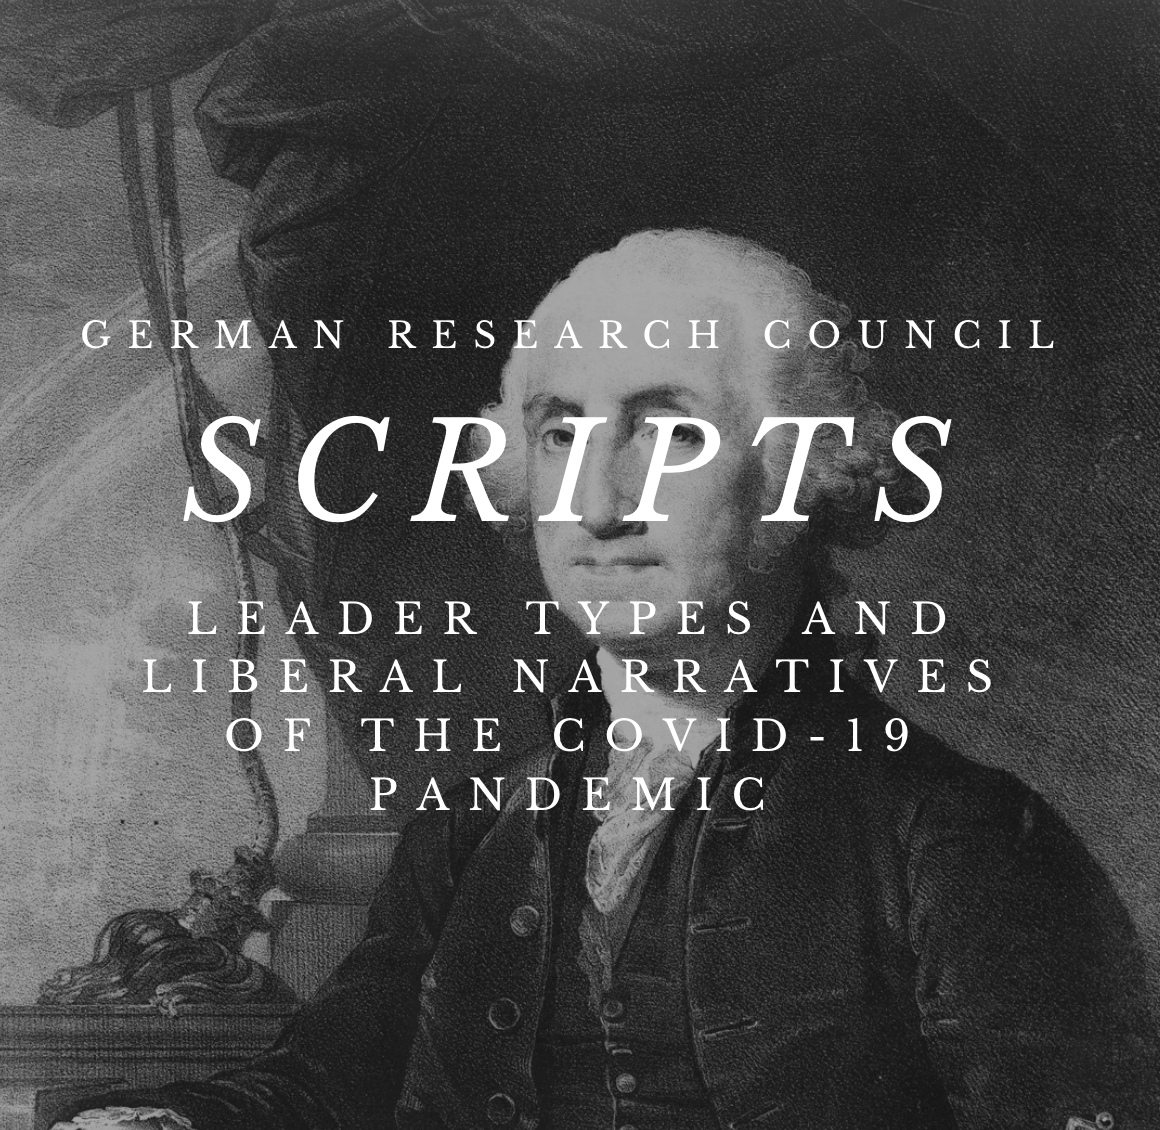 GERMAN RESEARCH COUNCIL
SCRIPTS
LEADER TYPES AND
LIBERAL NARRATIVES
OF THE COVID-19
PANDEMIC